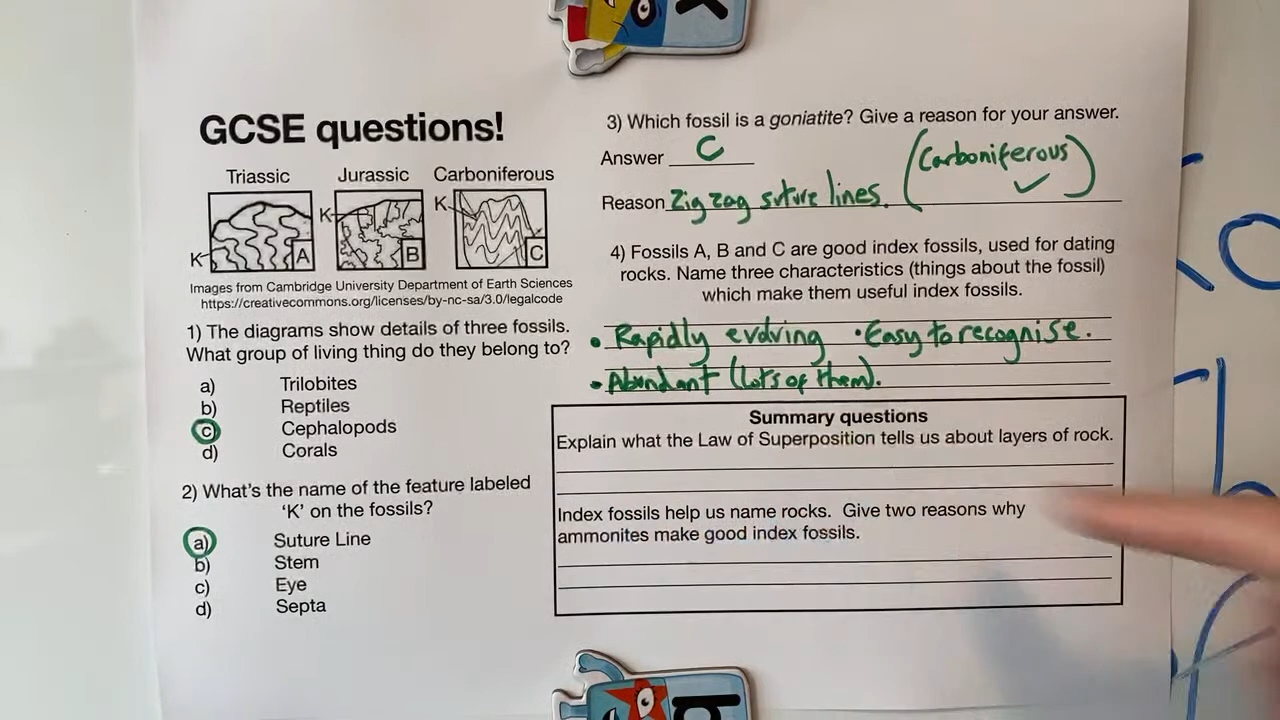 GCSE questions!
Triassic
Jurassic
Carboniferous
K
K
K
A
B
C
Images from Cambridge University Department of Earth Sciences
https://creativecommons.org/licenses/by-nc-sa/3.0/legalcode
1) The diagrams show details of three fossils.
What group of living thing do they belong to?
a) Trilobites
b) Reptiles
c) Cephalopods
d) Corals
2) What's the name of the feature labeled
'K' on the fossils?
a) Suture Line
b) Stem
c) Eye
d) Septa
3) Which fossil is a goniatite? Give a reason for your answer.
Answer C
(Carboniferous ✓)
Reason Zig zag suture lines.
4) Fossils A, B and C are good index fossils, used for dating
rocks. Name three characteristics (things about the fossil)
which make them useful index fossils.
• Rapidly evolving • Easy to recognise.
• Abundant (lots of them).
Summary questions
Explain what the Law of Superposition tells us about layers of rock.
Index fossils help us name rocks. Give two reasons why
ammonites make good index fossils.